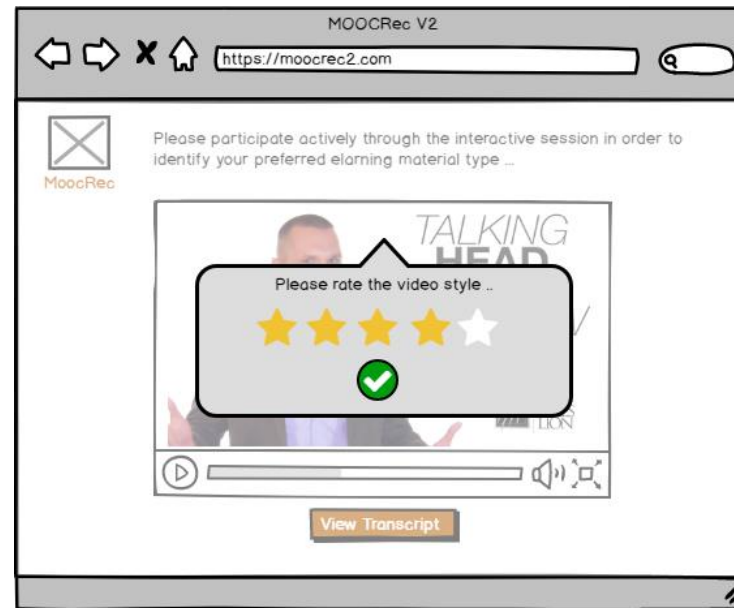 MOOCRec V2
https://moocrec2.com
Please participate actively through the interactive session in order to
identify your preferred elarning material type ...
MoocRec
TALKING
HEAD
Please rate the video style ..
LION
View Transcript